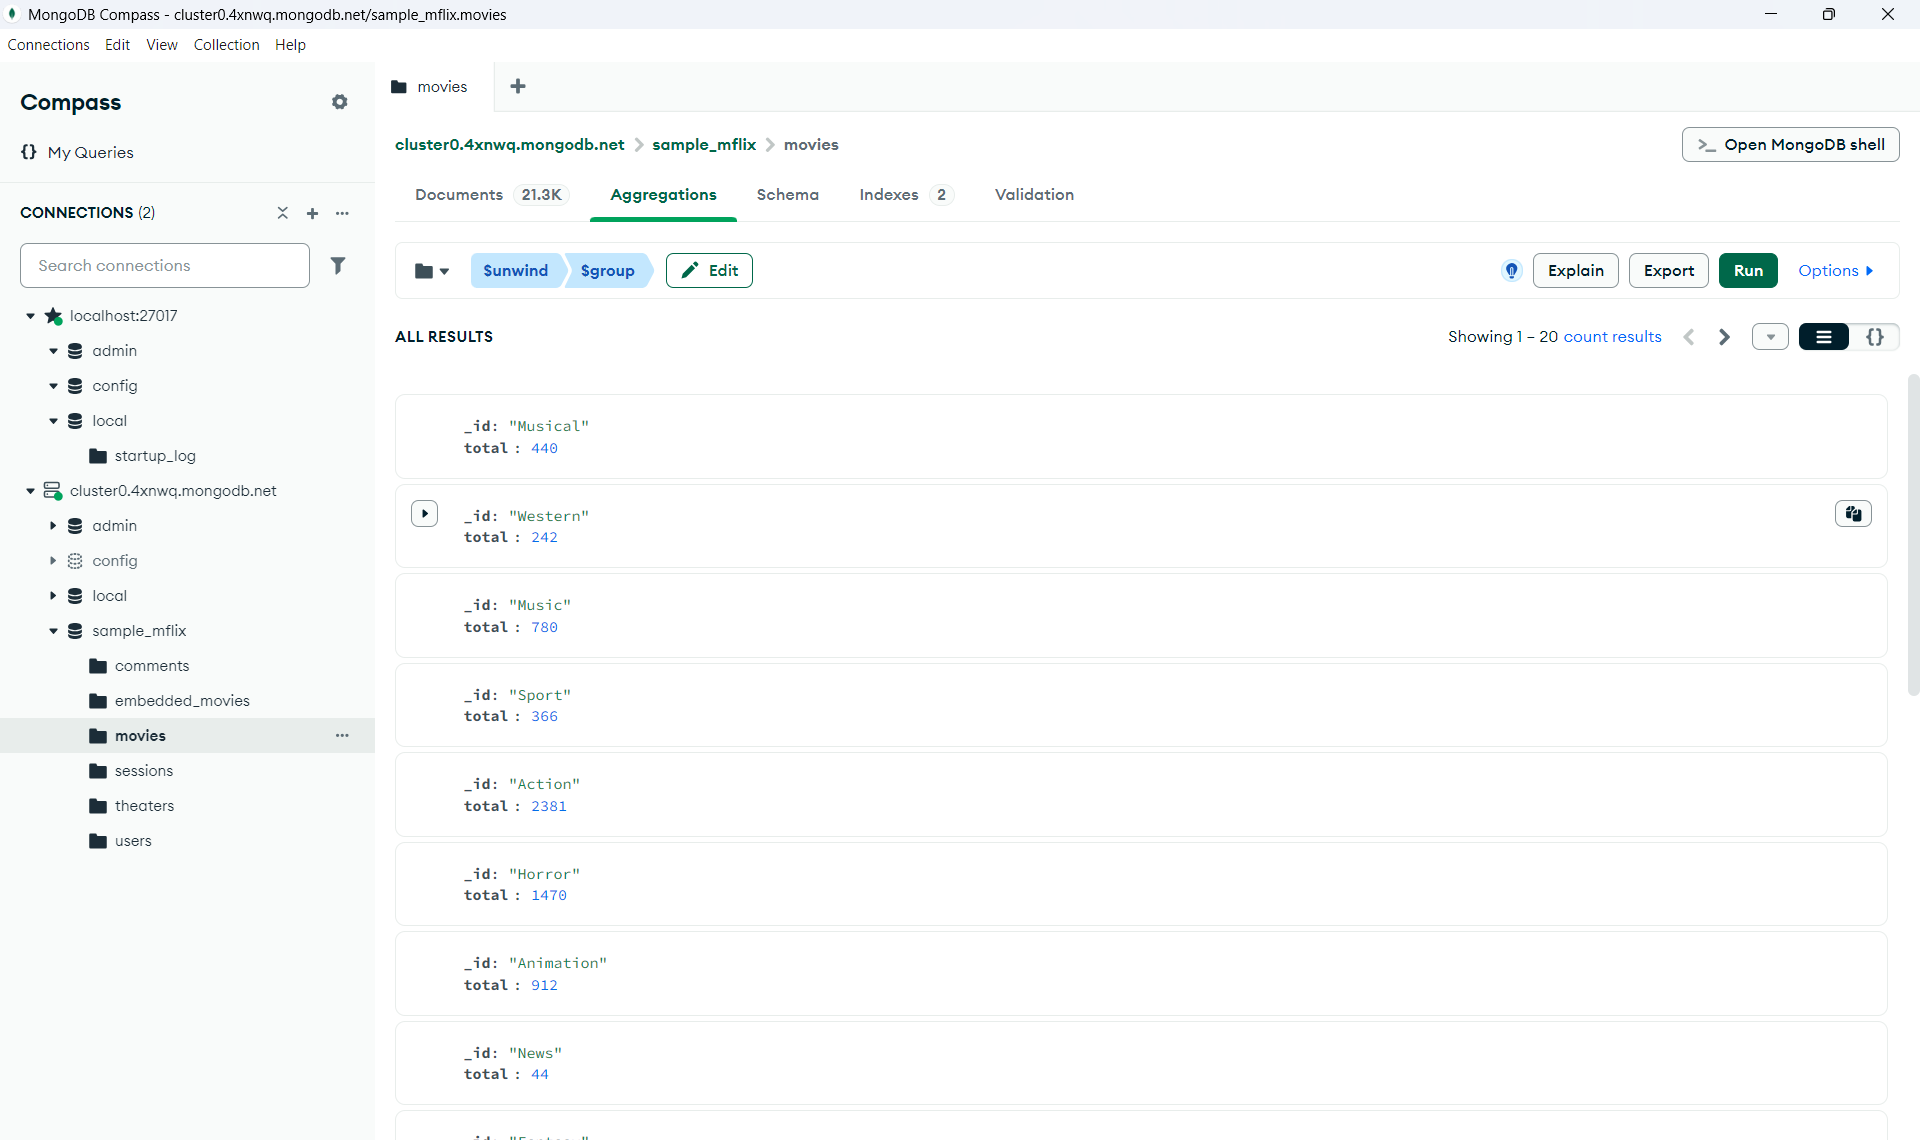 MongoDB Compass - cluster0.4xnwq.mongodb.net/sample_mflix.movies
Connections Edit View Collection Help
Compass
{} My Queries
CONNECTIONS (2)
Search connections
localhost:27017
admin
config
local
startup_log
cluster0.4xnwq.mongodb.net
admin
config
local
sample_mflix
comments
embedded_movies
movies
sessions
theaters
users
movies
cluster0.4xnwq.mongodb.net > sample_mflix > movies
>_ Open MongoDB shell
Documents 21.3K Aggregations Schema Indexes 2 Validation
$unwind $group Edit Explain Export Run Options
ALL RESULTS
Showing 1 – 20 count results
{}
_id: "Musical"
total : 440
_id: "Western"
total : 242
_id: "Music"
total : 780
_id: "Sport"
total : 366
_id: "Action"
total : 2381
_id: "Horror"
total : 1470
_id: "Animation"
total : 912
_id: "News"
total : 44